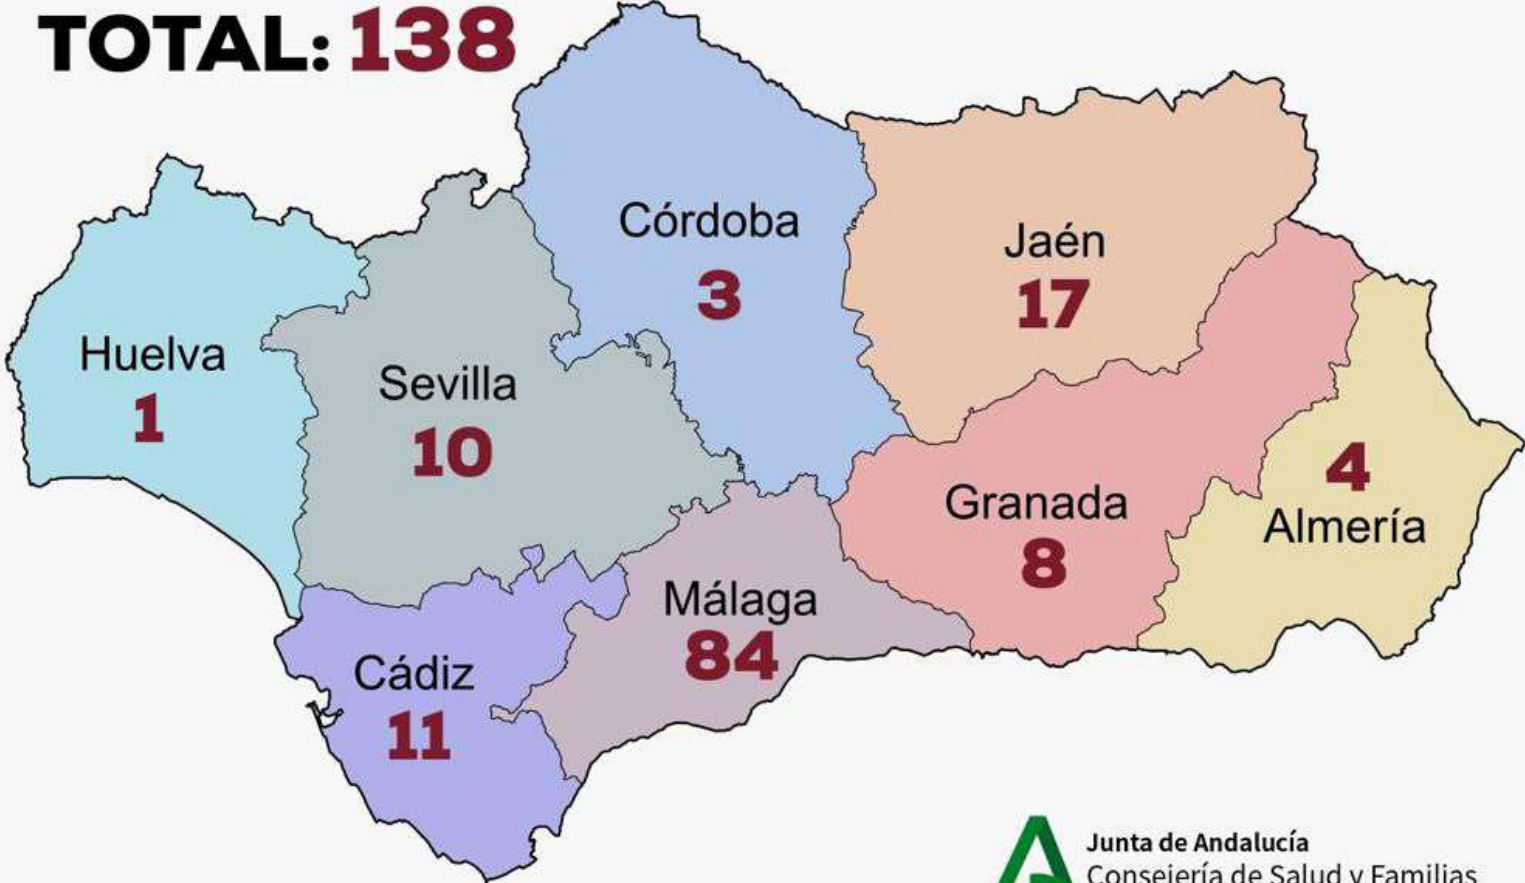 TOTAL: 138
Córdoba
3
Jaén
17
Huelva
1
Sevilla
10
Granada
8
4
Almería
Málaga
84
Cádiz
11
Junta de Andalucía
Consejería de Salud y Familias